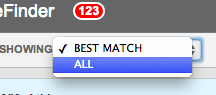 eFinder 123
SHOWING ✓ BEST MATCH
ALL